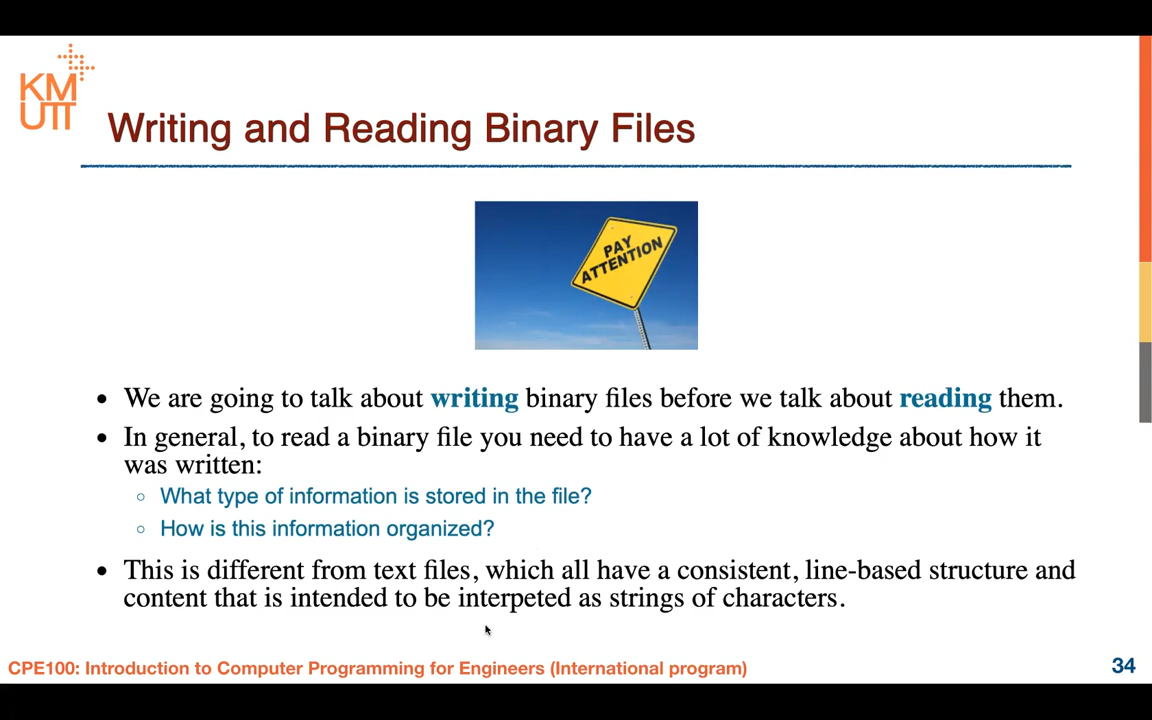 KM
UTT
Writing and Reading Binary Files
PAY
ATTENTION
• We are going to talk about writing binary files before we talk about reading them.
• In general, to read a binary file you need to have a lot of knowledge about how it
was written:
○ What type of information is stored in the file?
○ How is this information organized?
• This is different from text files, which all have a consistent, line-based structure and
content that is intended to be interpeted as strings of characters.
CPE100: Introduction to Computer Programming for Engineers (International program)
34